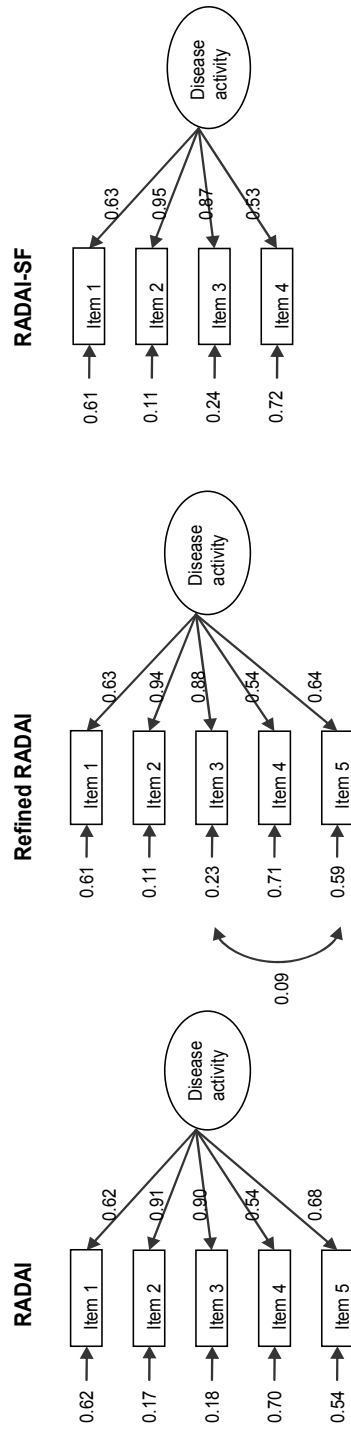 RADAI
0.62
Item 1
0.62
0.17
Item 2
0.91
0.18
Item 3
0.90
0.70
Item 4
0.54
0.54
Item 5
0.68
Disease
activity
Refined RADAI
0.61
Item 1
0.63
0.11
Item 2
0.94
0.23
Item 3
0.88
0.71
Item 4
0.54
0.59
Item 5
0.64
0.09
Disease
activity
RADAI-SF
0.61
Item 1
0.63
0.11
Item 2
0.95
0.24
Item 3
0.87
0.72
Item 4
0.53
Disease
activity